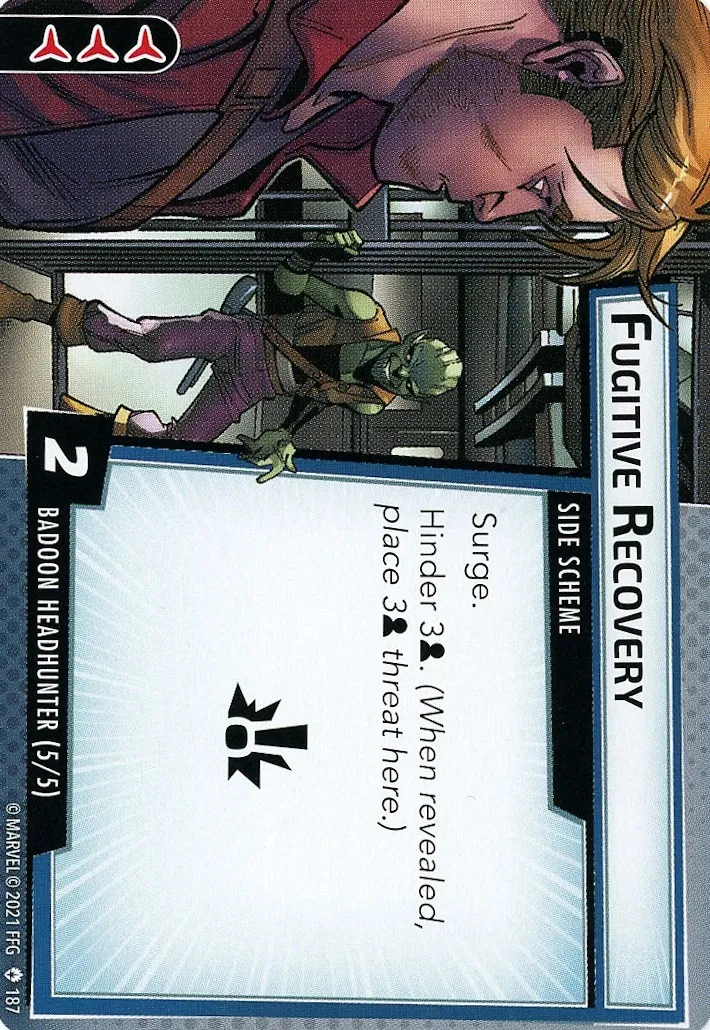 FUGITIVE RECOVERY
SIDE SCHEME
Surge.
Hinder 3. (When revealed,
place 3 threat here.)
2
BADOON HEADHUNTER (5/5)
© MARVEL © 2021 FFG 187